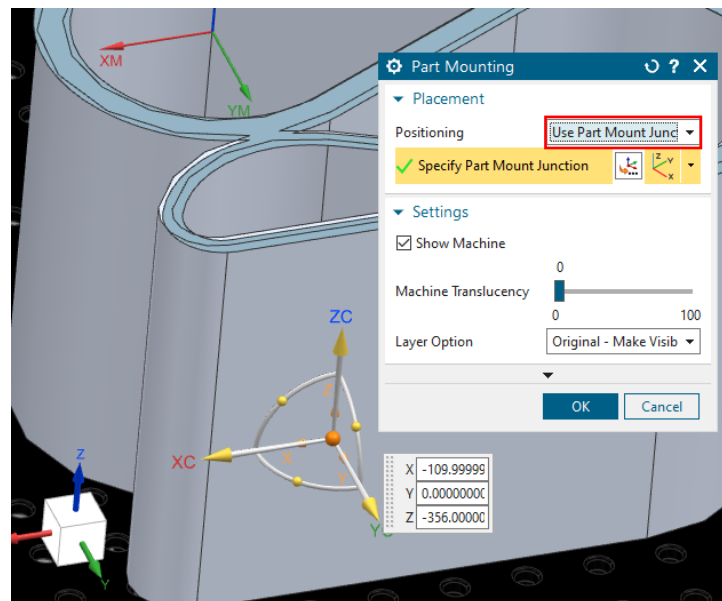 XM
YM
Part Mounting
?
Placement
Positioning
Use Part Mount Junc
Specify Part Mount Junction
Z
Y
X
Settings
Show Machine
0
Machine Translucency
0
100
Layer Option
Original - Make Visib
OK
Cancel
ZC
Z
X
Y
XC
YC
X -109.99999
Y 0.0000000
Z -356.00000
Z
Y